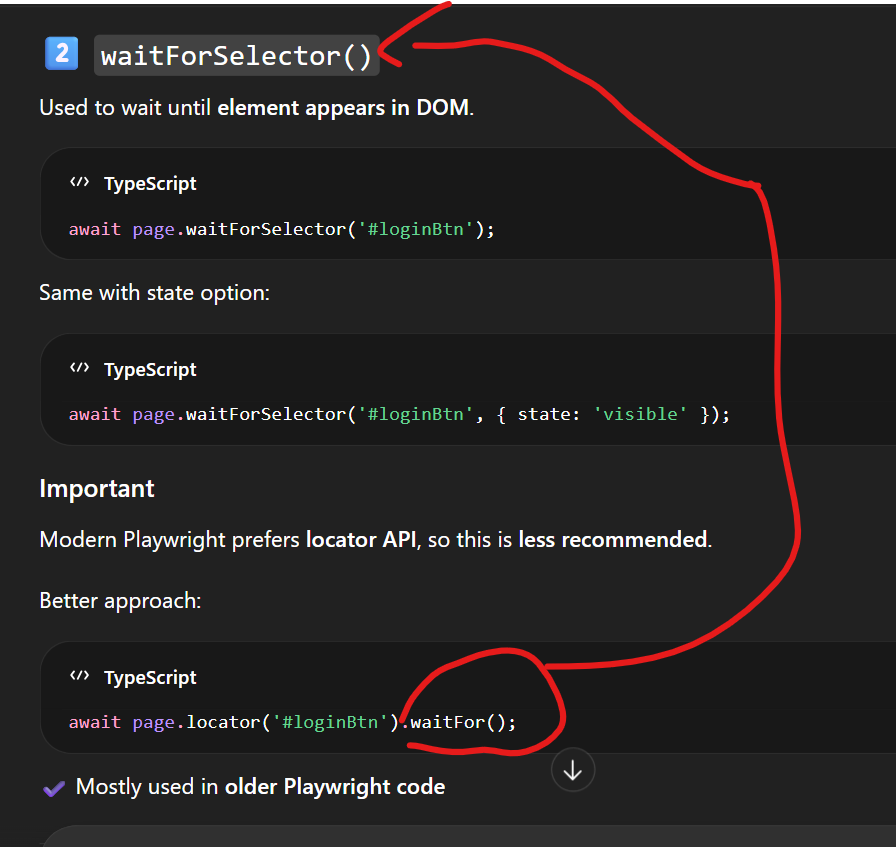 2 waitForSelector()
Used to wait until element appears in DOM.
</> TypeScript
await page.waitForSelector('#loginBtn');
Same with state option:
</> TypeScript
await page.waitForSelector('#loginBtn', { state: 'visible' });
Important
Modern Playwright prefers locator API, so this is less recommended.
Better approach:
</> TypeScript
await page.locator('#loginBtn').waitFor();
✔ Mostly used in older Playwright code